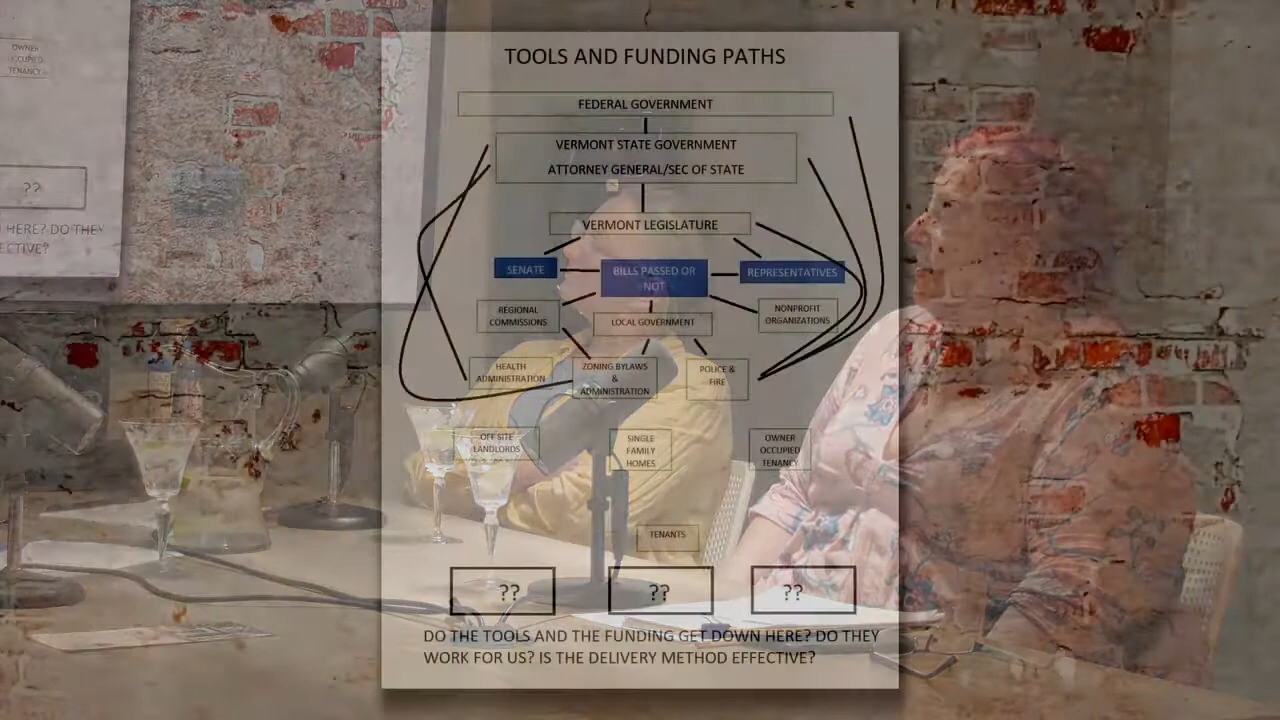 OWNER
OCCUPIED
TENANCY
??
HERE? DO THEY
ECTIVE?
TOOLS AND FUNDING PATHS
FEDERAL GOVERNMENT
VERMONT STATE GOVERNMENT
ATTORNEY GENERAL/SEC OF STATE
VERMONT LEGISLATURE
SENATE
BILLS PASSED OR
NOT
REPRESENTATIVES
REGIONAL
COMMISSIONS
LOCAL GOVERNMENT
NONPROFIT
ORGANIZATIONS
HEALTH
ADMINISTRATION
ZONING BYLAWS
&
ADMINISTRATION
POLICE &
FIRE
OFF SITE
LANDLORDS
SINGLE
FAMILY
HOMES
OWNER
OCCUPIED
TENANCY
TENANTS
??
??
??
DO THE TOOLS AND THE FUNDING GET DOWN HERE? DO THEY
WORK FOR US? IS THE DELIVERY METHOD EFFECTIVE?